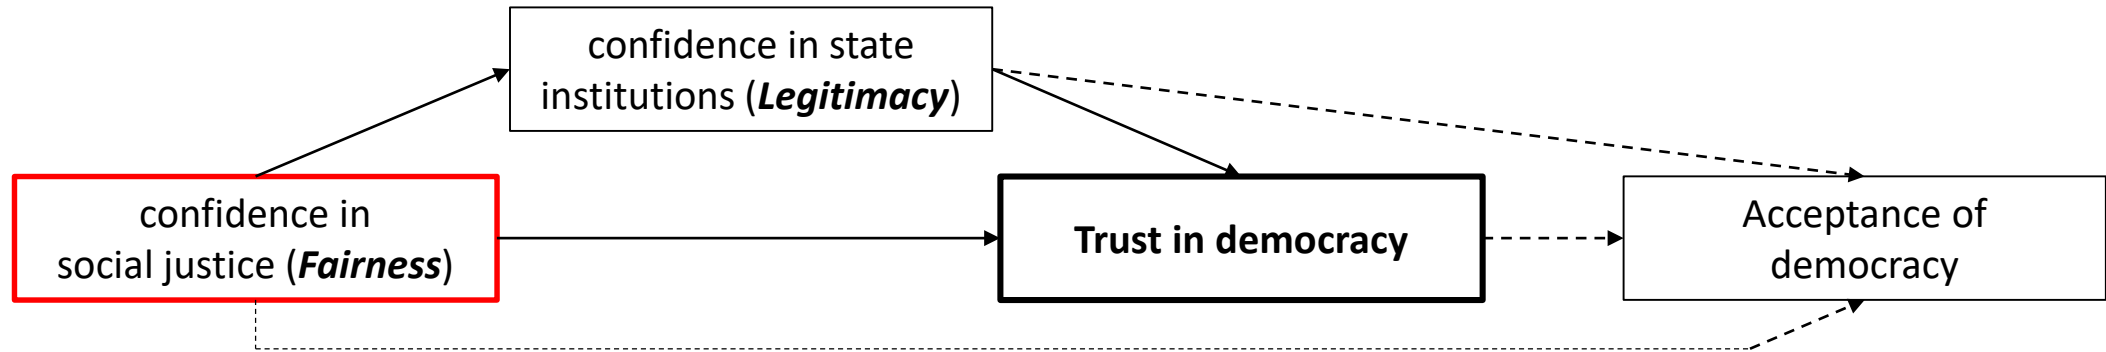 confidence in state
institutions (Legitimacy)
confidence in
social justice (Fairness)
Trust in democracy
Acceptance of
democracy